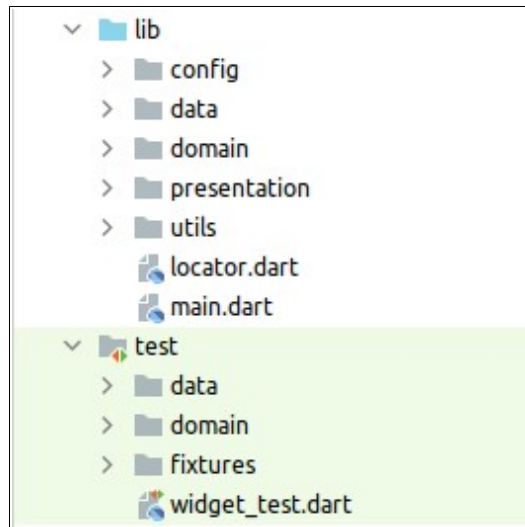 lib
config
data
domain
presentation
utils
locator.dart
main.dart
test
data
domain
fixtures
widget_test.dart